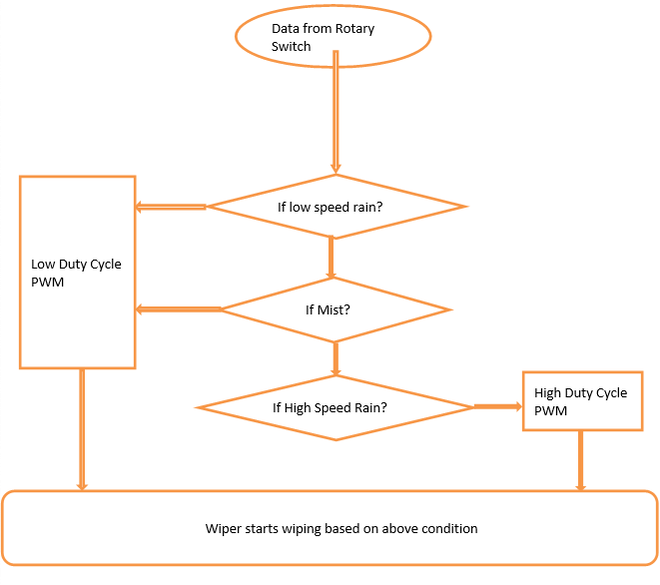 Data from Rotary
Switch
If low speed rain?
Low Duty Cycle
PWM
If Mist?
If High Speed Rain?
High Duty Cycle
PWM
Wiper starts wiping based on above condition